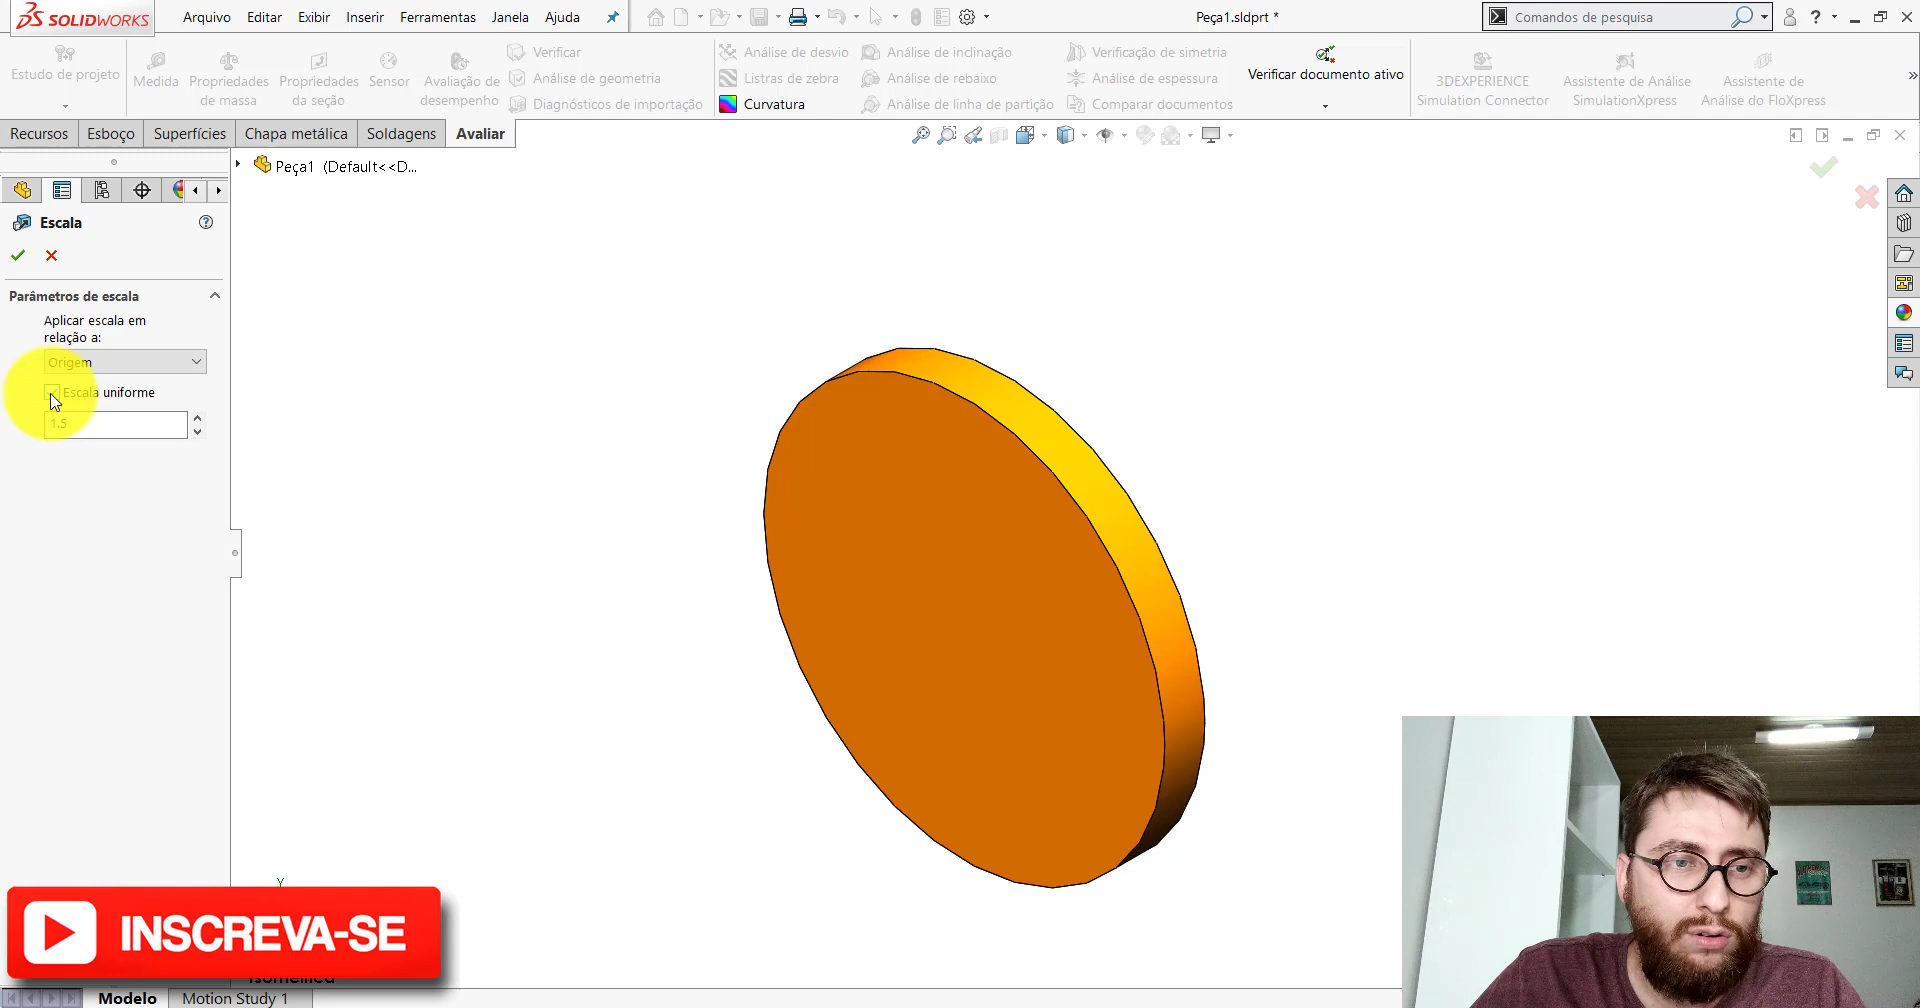 SOLIDWORKS
Arquivo Editar Exibir Inserir Ferramentas Janela Ajuda
Peça1.sldprt *
Comandos de pesquisa
Estudo de projeto
Medida
Propriedades de massa
Propriedades da seção
Sensor
Avaliação de desempenho
Verificar
Análise de geometria
Diagnósticos de importação
Análise de desvio
Listras de zebra
Curvatura
Análise de inclinação
Análise de rebaixo
Análise de linha de partição
Verificação de simetria
Análise de espessura
Comparar documentos
Verificar documento ativo
3DEXPERIENCE
Simulation Connector
Assistente de Análise
SimulationXpress
Assistente de
Análise do FloXpress
Recursos Esboço Superfícies Chapa metálica Soldagens Avaliar
Peça1 (Default<<D...
Escala
Parâmetros de escala
Aplicar escala em
relação a:
Origem
Escala uniforme
1.5
Y
INSCREVA-SE
Modelo Motion Study 1